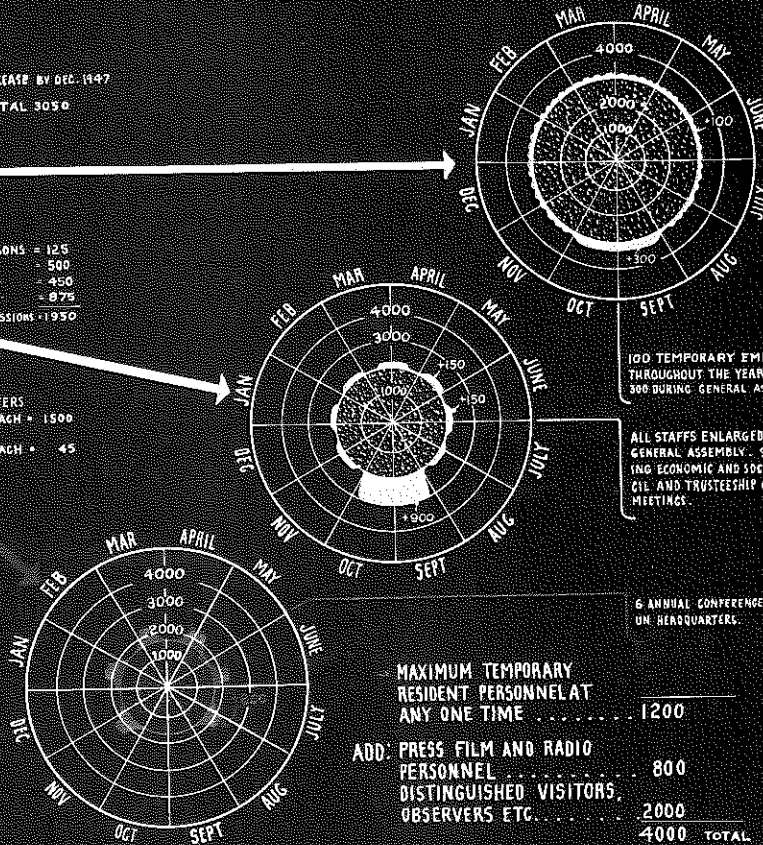 EASE BY DEC. 1947
TAL 3050
ONS = 125
= 500
= 450
= 875
SSIONS = 1950
EERS
ACH = 1500
ACH = 45
JAN
FEB
MAR
APRIL
MAY
JUNE
JULY
AUG
SEPT
OCT
NOV
DEC
4000
2000
1000
+100
+300
100 TEMPORARY EM
THROUGHOUT THE YEAR
300 DURING GENERAL AS
JAN
FEB
MAR
APRIL
MAY
JUNE
JULY
AUG
SEPT
OCT
NOV
DEC
4000
3000
1000
+150
+150
+900
ALL STAFFS ENLARGED
GENERAL ASSEMBLY. S
ING ECONOMIC AND SOC
CIL AND TRUSTEESHIP C
MEETINGS.
JAN
FEB
MAR
APRIL
MAY
JUNE
JULY
AUG
SEPT
OCT
NOV
DEC
4000
3000
2000
1000
6 ANNUAL CONFERENCE
UN HEADQUARTERS.
MAXIMUM TEMPORARY
RESIDENT PERSONNEL AT
ANY ONE TIME ........ 1200
ADD: PRESS FILM AND RADIO
PERSONNEL .......... 800
DISTINGUISHED VISITORS,
OBSERVERS ETC........ 2000
4000 TOTAL